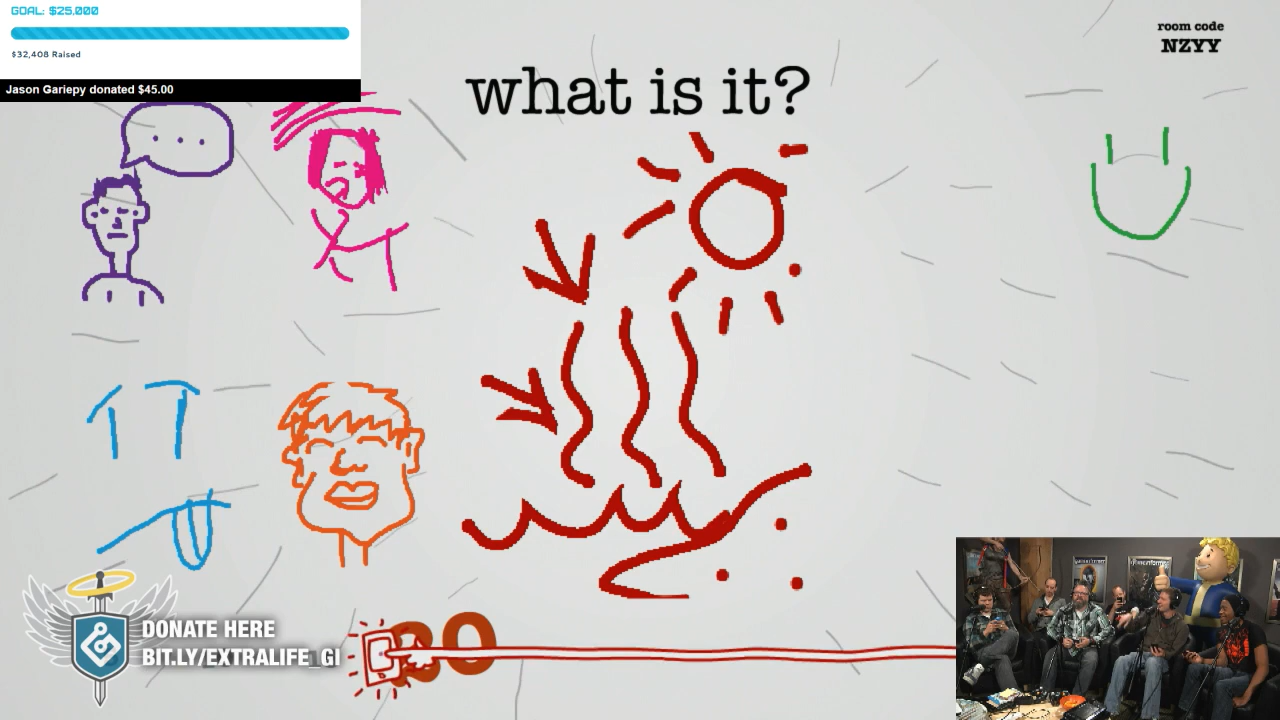 GOAL: $25,000
$32,408 Raised
Jason Gariepy donated $45.00
room code
NZYY
what is it?
DONATE HERE
BIT.LY/EXTRALIFE_GI